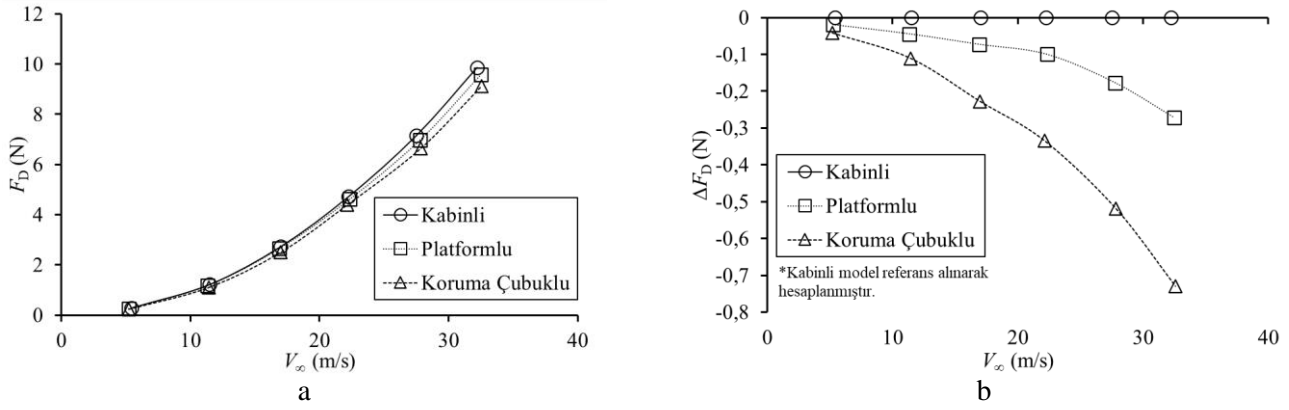 12
10
8
6
4
2
0
F_D (N)
0
10
20
30
40
V_∞ (m/s)
Kabinli
Platformlu
Koruma Çubuklu
a
0
-0,1
-0,2
-0,3
-0,4
-0,5
-0,6
-0,7
-0,8
ΔF_D (N)
0
10
20
30
40
V_∞ (m/s)
Kabinli
Platformlu
Koruma Çubuklu
*Kabinli model referans alınarak
hesaplanmıştır.
b